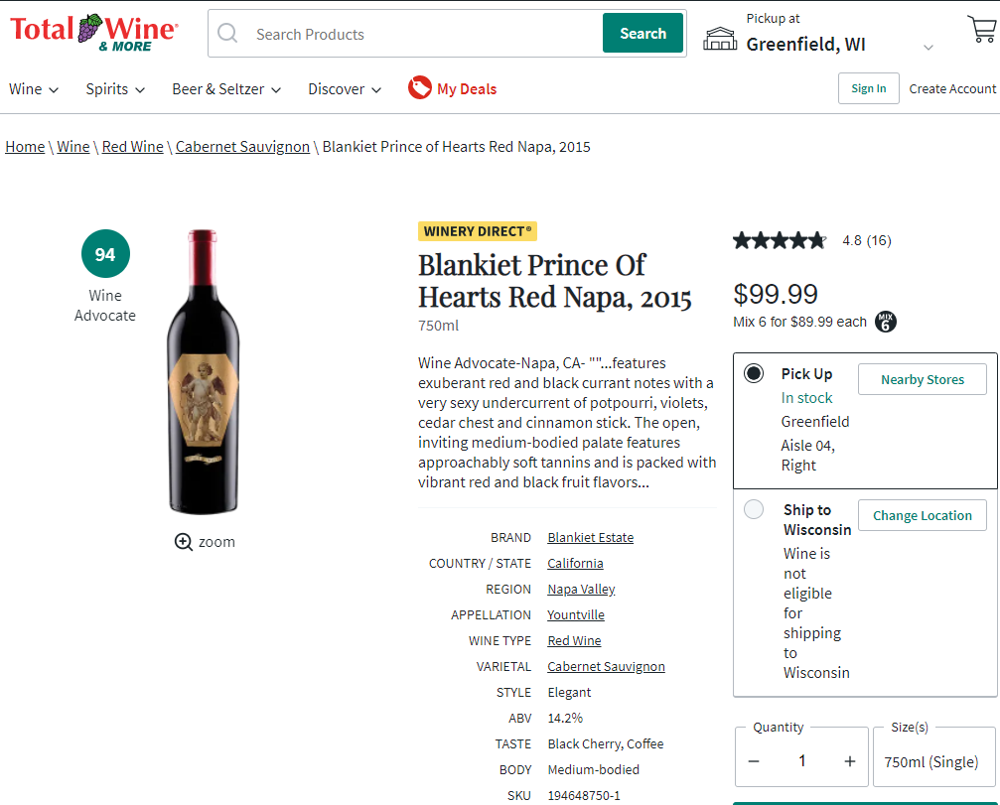 Total Wine
& MORE
Search Products
Search
Pickup at
Greenfield, WI
Wine
Spirits
Beer & Seltzer
Discover
My Deals
Sign In
Create Account
Home \ Wine \ Red Wine \ Cabernet Sauvignon \ Blankiet Prince of Hearts Red Napa, 2015
94
Wine
Advocate
zoom
WINERY DIRECT®
Blankiet Prince Of
Hearts Red Napa, 2015
750ml
Wine Advocate-Napa, CA- ""...features
exuberant red and black currant notes with a
very sexy undercurrent of potpourri, violets,
cedar chest and cinnamon stick. The open,
inviting medium-bodied palate features
approachably soft tannins and is packed with
vibrant red and black fruit flavors...
BRAND Blankiet Estate
COUNTRY / STATE California
REGION Napa Valley
APPELLATION Yountville
WINE TYPE Red Wine
VARIETAL Cabernet Sauvignon
STYLE Elegant
ABV 14.2%
TASTE Black Cherry, Coffee
BODY Medium-bodied
SKU 194648750-1
4.8 (16)
$99.99
Mix 6 for $89.99 each
MIX
6
Pick Up
Nearby Stores
In stock
Greenfield
Aisle 04,
Right
Ship to
Wisconsin
Change Location
Wine is
not
eligible
for
shipping
to
Wisconsin
Quantity
− 1 +
Size(s)
750ml (Single)